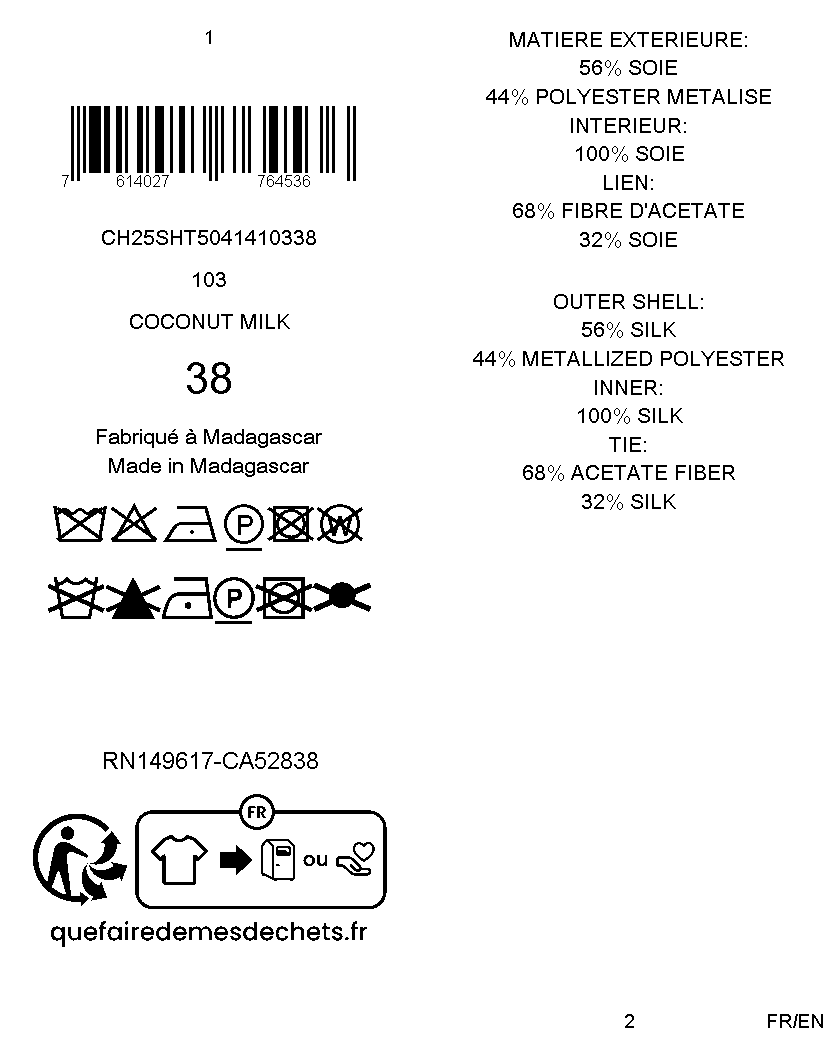 1
7 614027 764536
CH25SHT5041410338
103
COCONUT MILK
38
Fabriqué à Madagascar
Made in Madagascar
P
W
P
RN149617-CA52838
FR
ou
quefairedemesdechets.fr
MATIERE EXTERIEURE:
56% SOIE
44% POLYESTER METALISE
INTERIEUR:
100% SOIE
LIEN:
68% FIBRE D'ACETATE
32% SOIE
OUTER SHELL:
56% SILK
44% METALLIZED POLYESTER
INNER:
100% SILK
TIE:
68% ACETATE FIBER
32% SILK
2
FR/EN